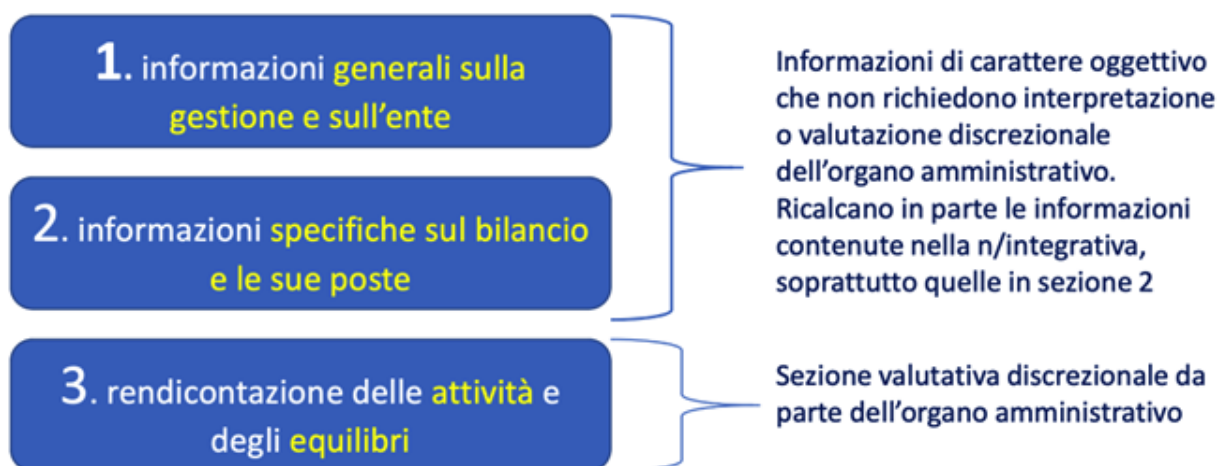 1. informazioni generali sulla
gestione e sull'ente
2. informazioni specifiche sul bilancio
e le sue poste
3. rendicontazione delle attività e
degli equilibri
Informazioni di carattere oggettivo
che non richiedono interpretazione
o valutazione discrezionale
dell'organo amministrativo.
Ricalcano in parte le informazioni
contenute nella n/integrativa,
soprattutto quelle in sezione 2
Sezione valutativa discrezionale da
parte dell'organo amministrativo